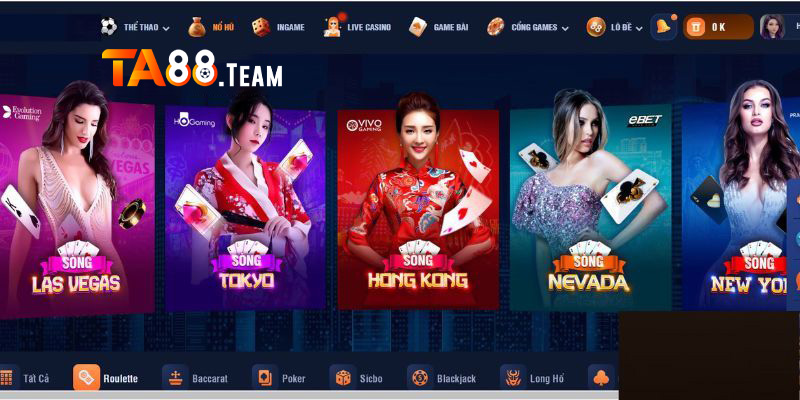 THỂ THAO
NỔ HŨ
INGAME
LIVE CASINO
GAME BÀI
CỔNG GAMES
LÔ ĐỀ
0 K
TA88.TEAM
Evolution Gaming
HOGaming
VIVO GAMING
eBET
PRA
SÒNG
LAS VEGAS
SÒNG
TOKYO
SÒNG
HONG KONG
SÒNG
NEVADA
SÒNG
NEW YO
Tất Cả
Roulette
Baccarat
Poker
Sicbo
Blackjack
Long Hổ